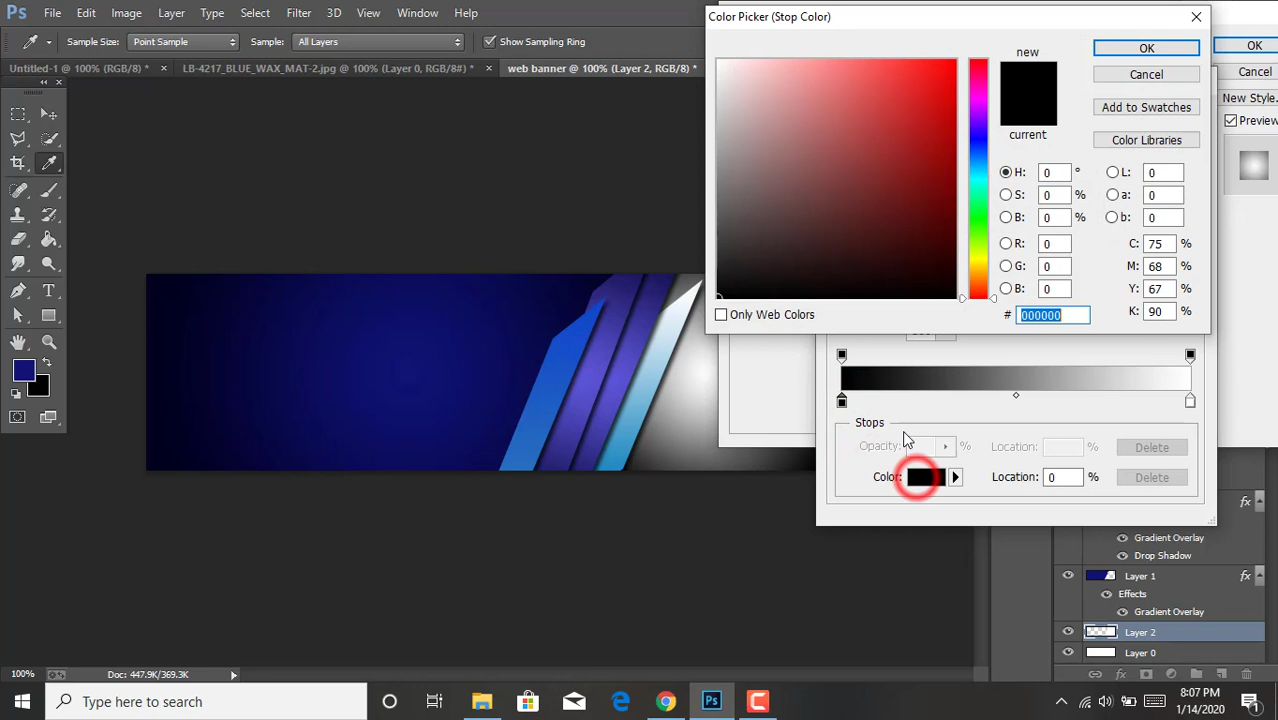 Ps File Edit Image Layer Type Select Filter 3D View Window Help
Sample Size: Point Sample Sample: All Layers Show Sampling Ring
Untitled-1 @ 100% (RGB/8) * × LB-4217_BLUE_WAX_MAT-2.jpg @ 100% (Layer 0, RGB/8#) * × web banner @ 100% (Layer 2, RGB/8) *
Color Picker (Stop Color)
new
current
OK
Cancel
Add to Swatches
Color Libraries
H: 0 °
S: 0 %
B: 0 %
R: 0
G: 0
B: 0
L: 0
a: 0
b: 0
C: 75 %
M: 68 %
Y: 67 %
K: 90 %
Only Web Colors
# 000000
OK
Cancel
New Style..
Preview
Stops
Opacity: % Location: % Delete
Color: Location: 0 % Delete
fx
Gradient Overlay
Drop Shadow
Layer 1 fx
Effects
Gradient Overlay
Layer 2
Layer 0
fx
100% Doc: 447.9K/369.3K
Type here to search
Ps
8:07 PM
1/14/2020
1